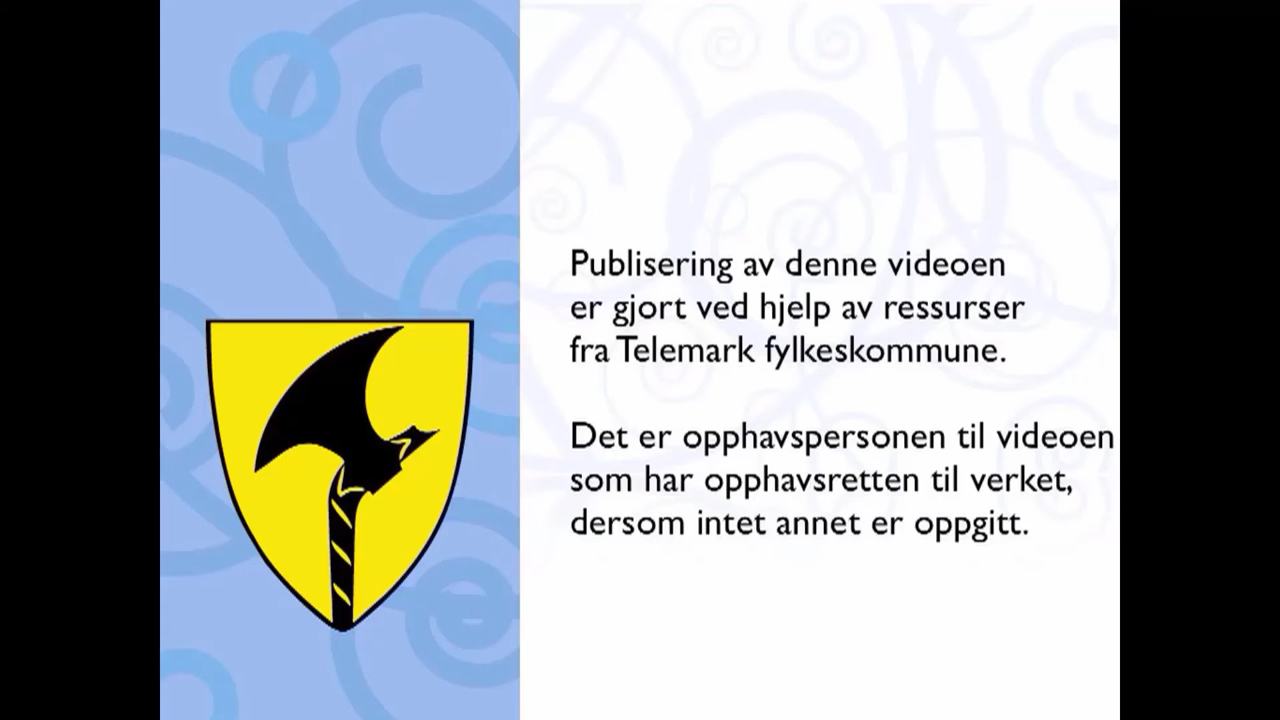 Publisering av denne videoen
er gjort ved hjelp av ressurser
fra Telemark fylkeskommune.
Det er opphavspersonen til videoen
som har opphavsretten til verket,
dersom intet annet er oppgitt.